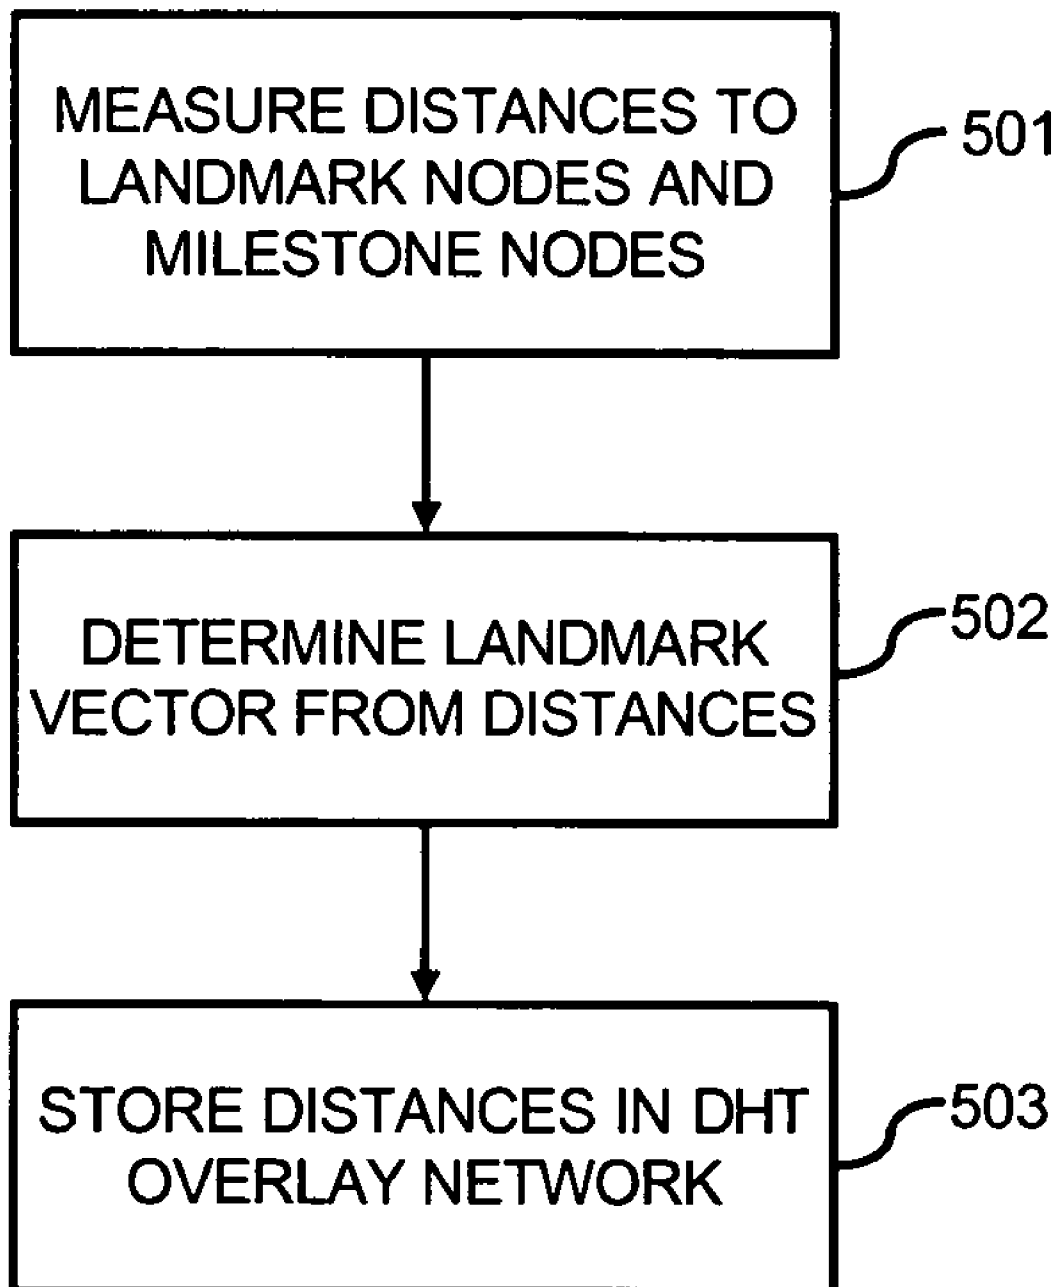 MEASURE DISTANCES TO
LANDMARK NODES AND
MILESTONE NODES
501
DETERMINE LANDMARK
VECTOR FROM DISTANCES
502
STORE DISTANCES IN DHT
OVERLAY NETWORK
503